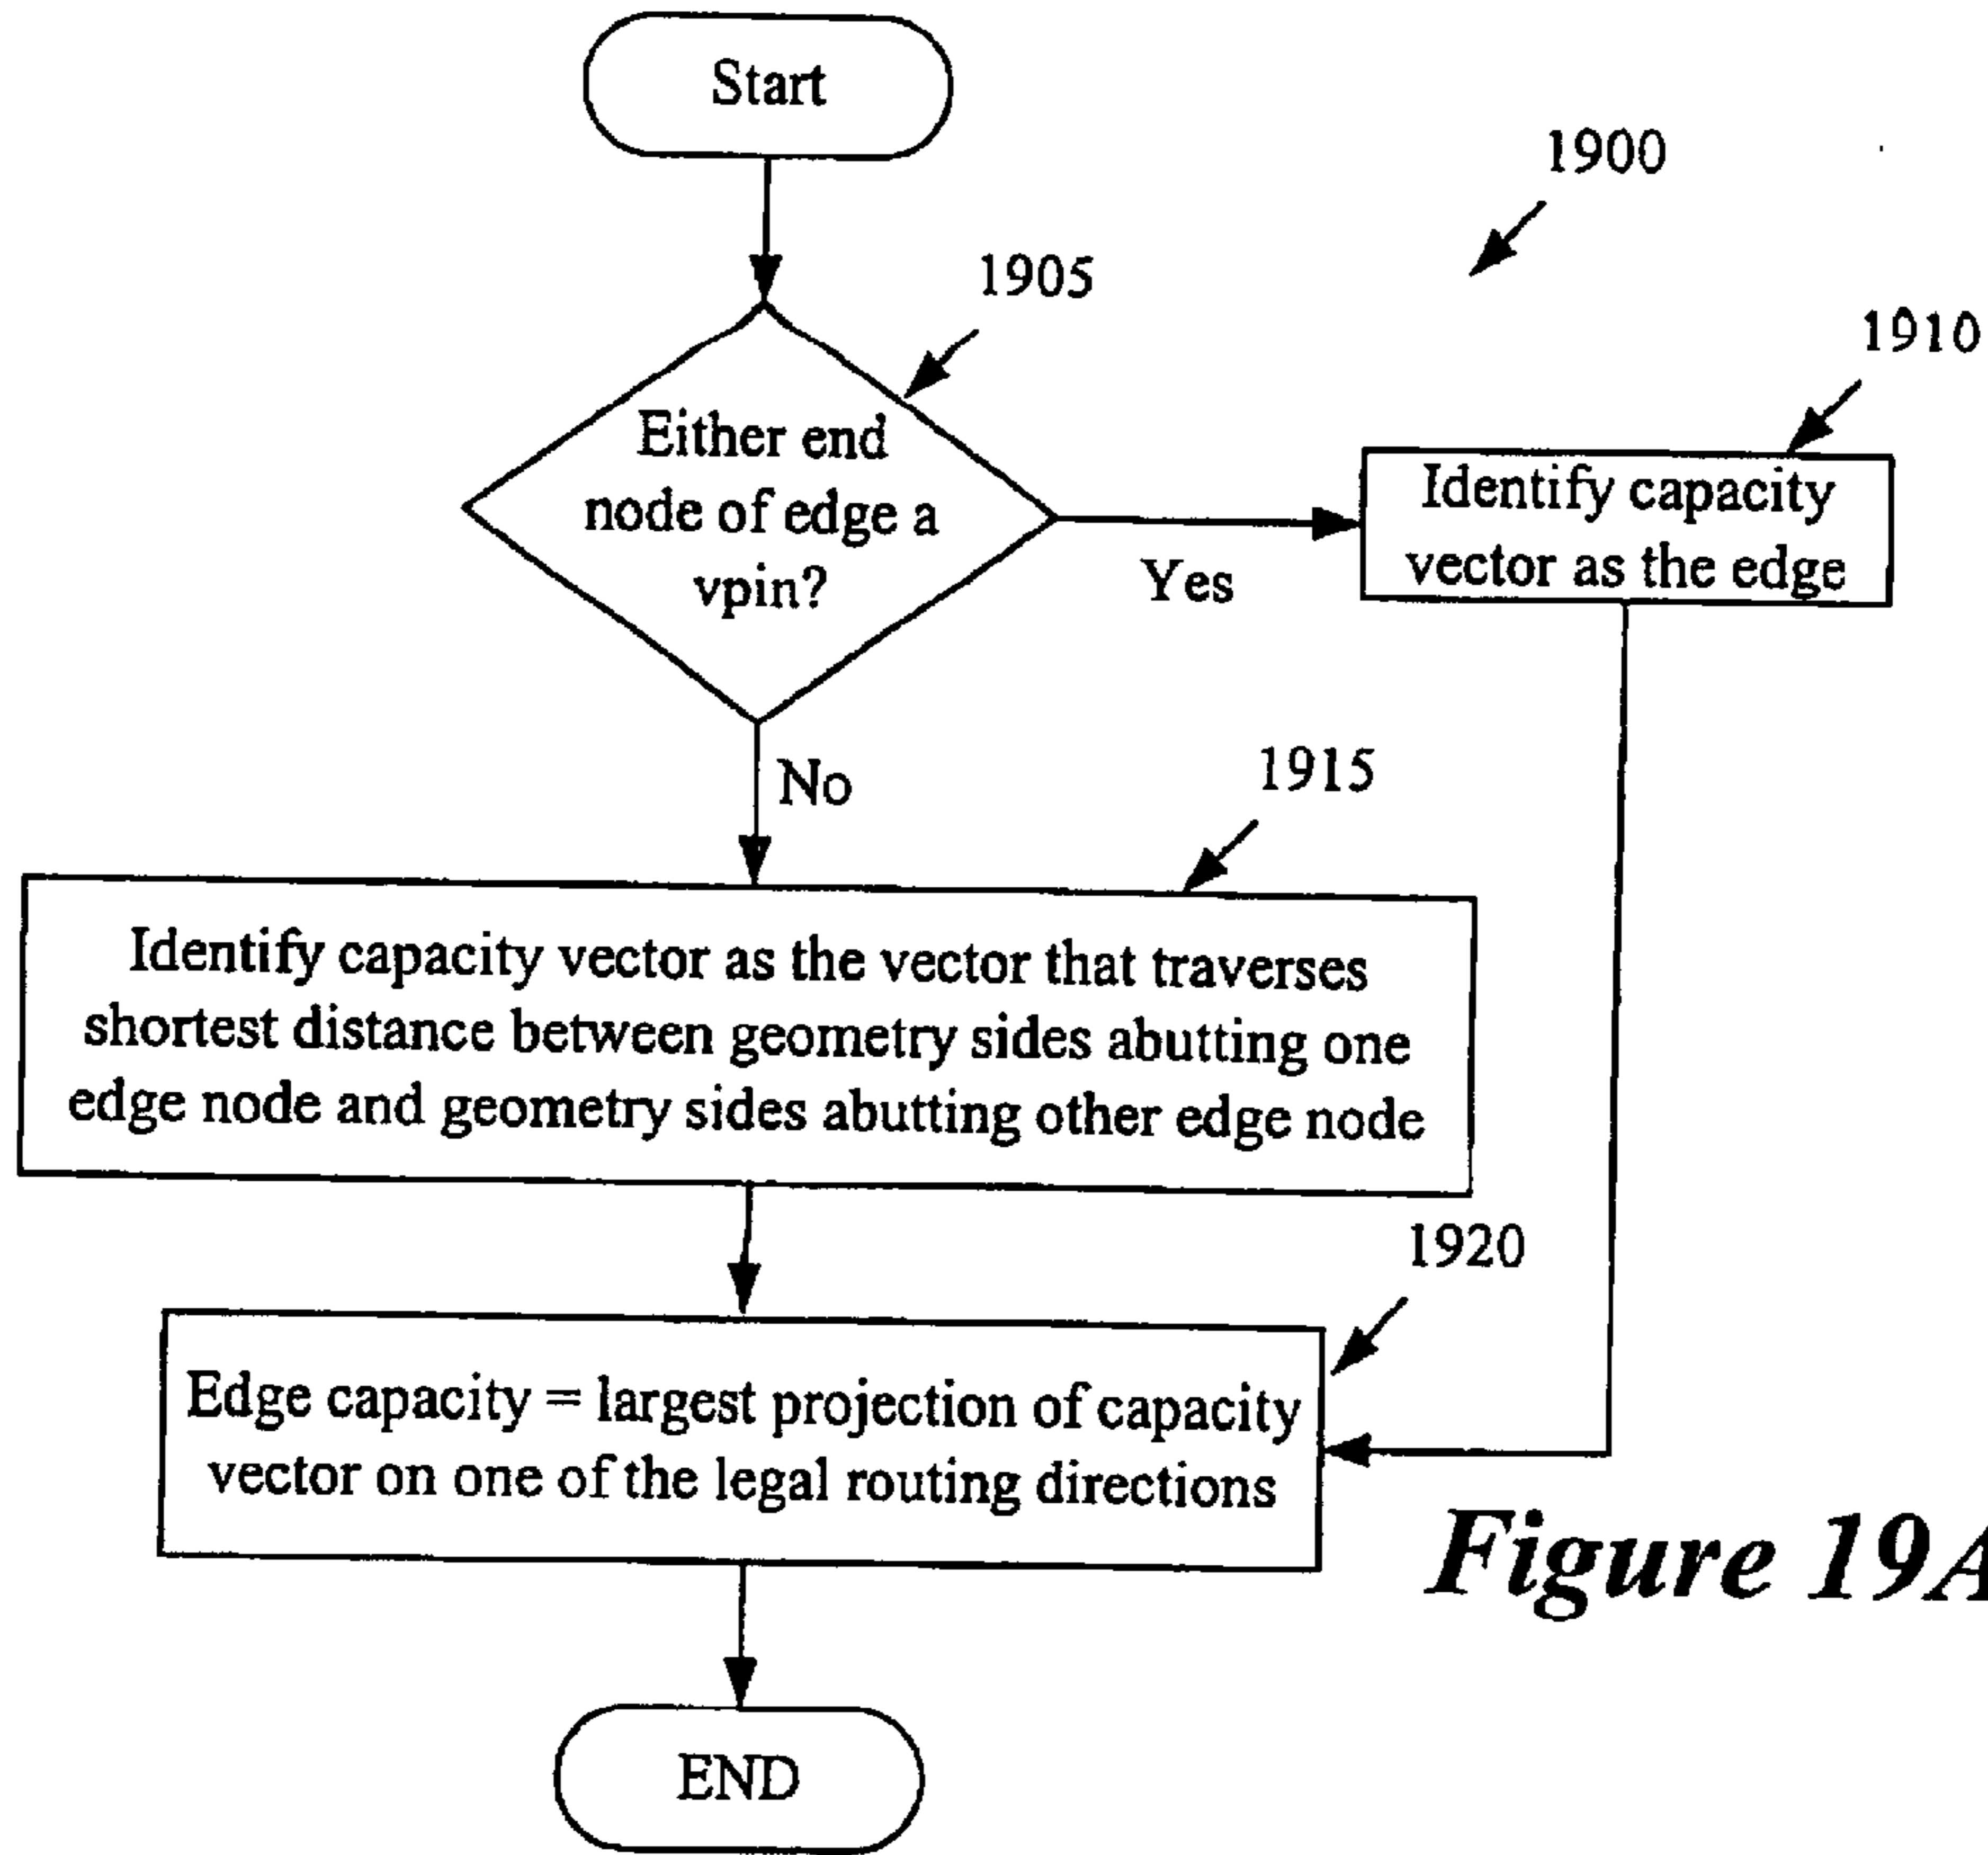 Start
1900
1905
1910
Either end
node of edge a
vpin?
Identify capacity
vector as the edge
Yes
No
1915
Identify capacity vector as the vector that traverses
shortest distance between geometry sides abutting one
edge node and geometry sides abutting other edge node
1920
Edge capacity = largest projection of capacity
vector on one of the legal routing directions
Figure 19A
END